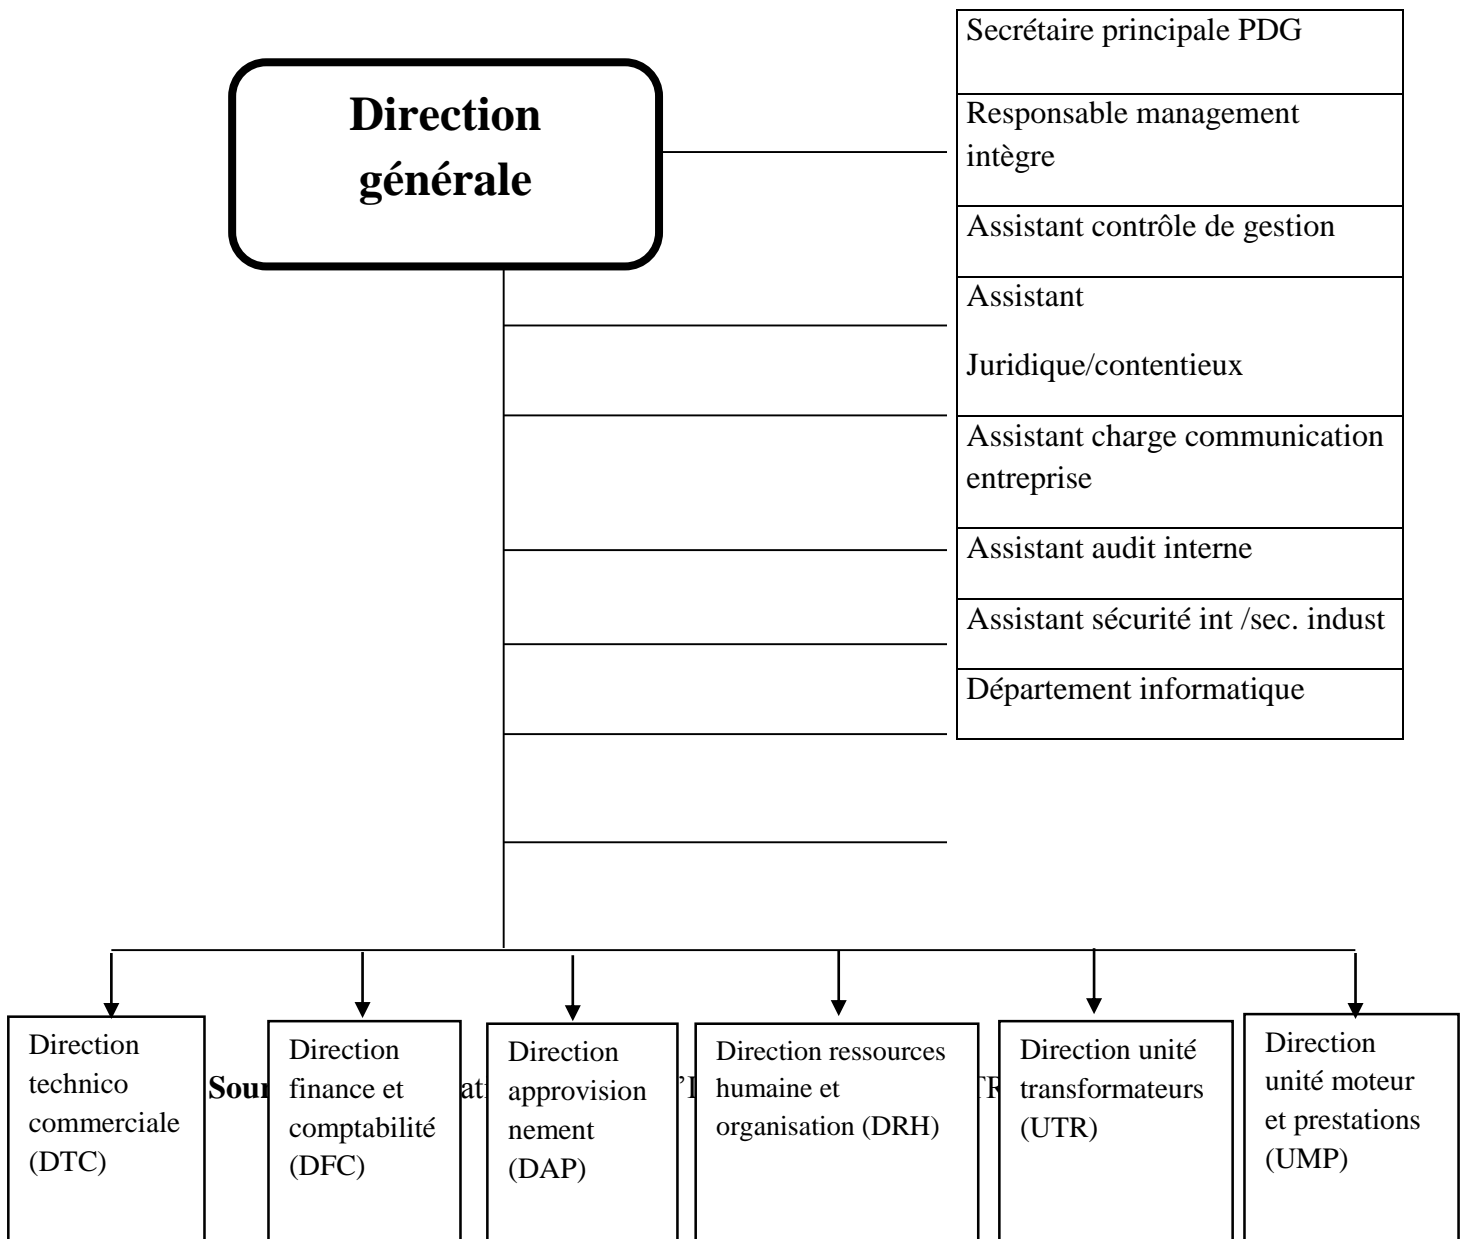 Direction
générale
Secrétaire principale PDG
Responsable management
intègre
Assistant contrôle de gestion
Assistant
Juridique/contentieux
Assistant charge communication
entreprise
Assistant audit interne
Assistant sécurité int /sec. indust
Département informatique
Direction
technico
commerciale
(DTC)
Direction
finance et
comptabilité
(DFC)
Direction
approvision
nement
(DAP)
Direction ressources
humaine et
organisation (DRH)
Direction unité
transformateurs
(UTR)
Direction
unité moteur
et prestations
(UMP)